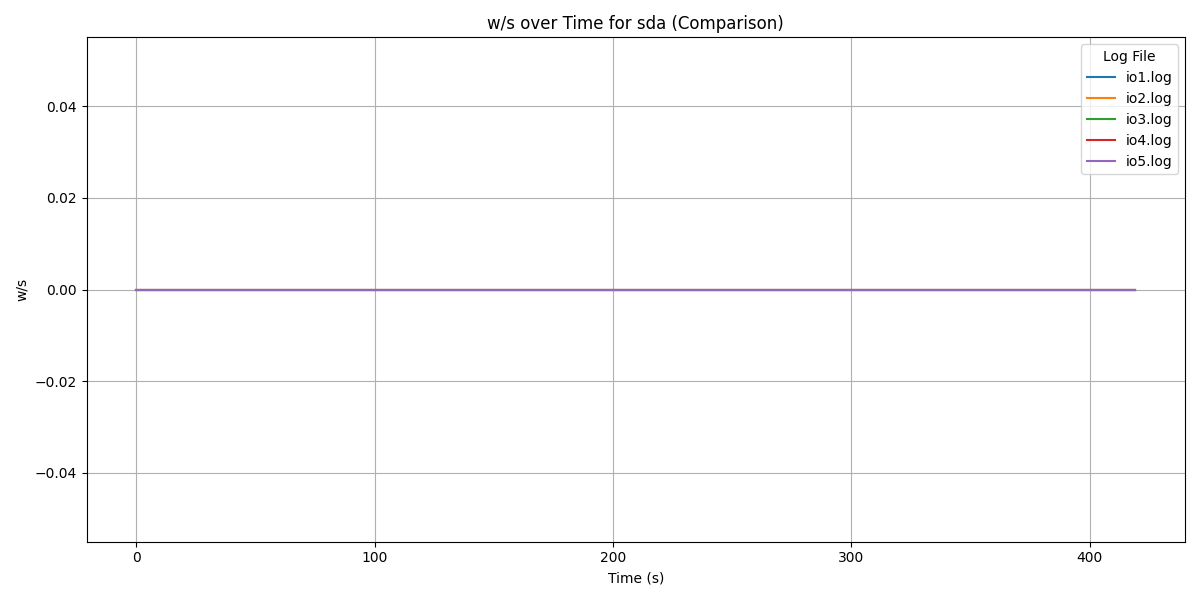 w/s over Time for sda (Comparison)
Log File
io1.log
io2.log
io3.log
io4.log
io5.log
0.04
0.02
0.00
−0.02
−0.04
w/s
0 100 200 300 400
Time (s)